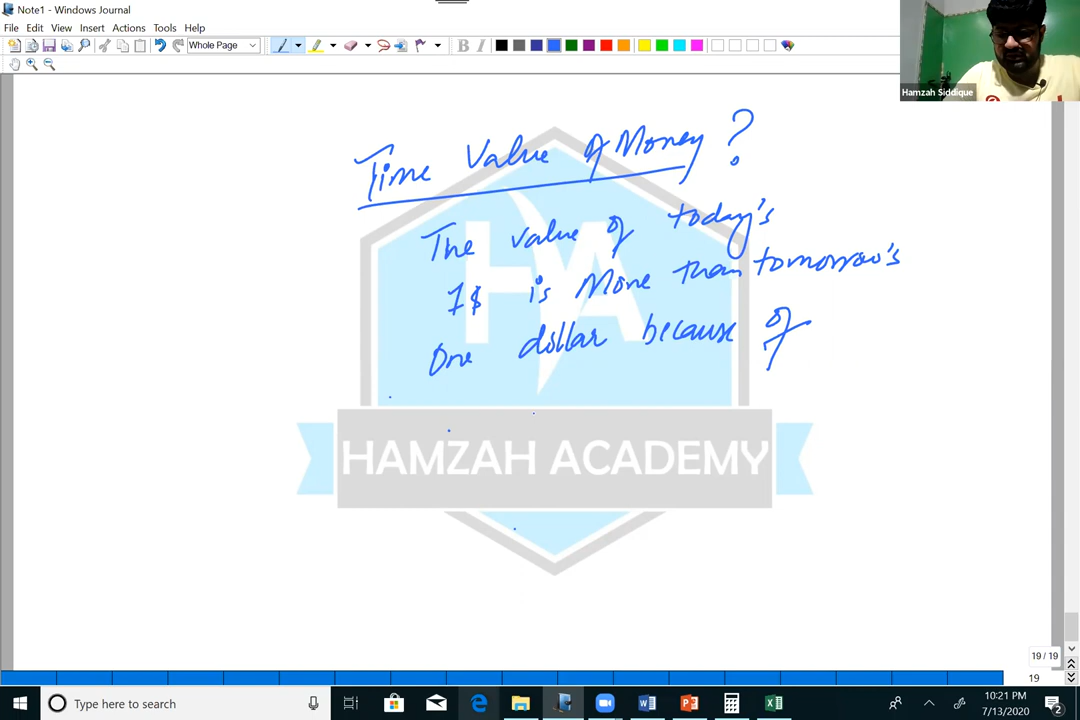 Note1 - Windows Journal
File Edit View Insert Actions Tools Help
Whole Page
B I
Hamzah Siddique
Time Value of Money ?
The value of today's
1$ is More than tomorrow's
One dollar because of
HA
HAMZAH ACADEMY
19 / 19
19
Type here to search
10:21 PM
7/13/2020
2